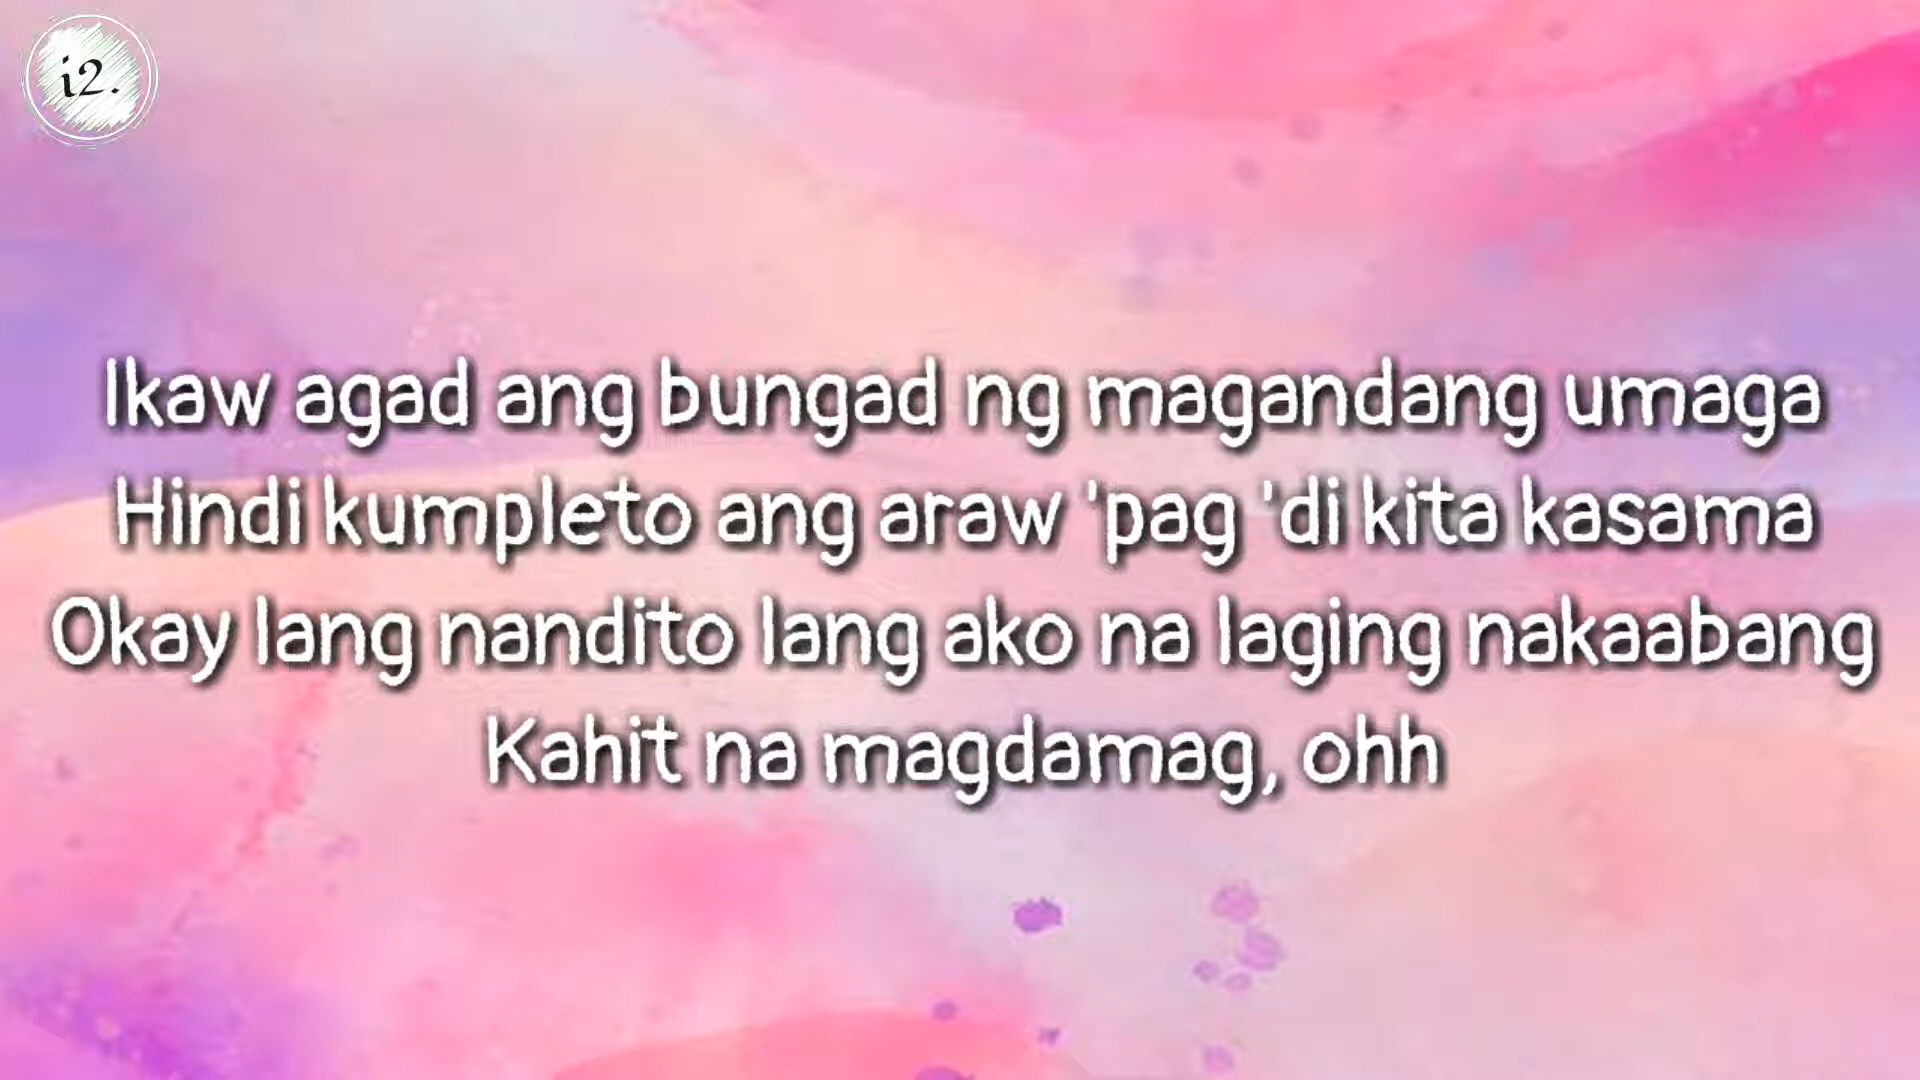 i2.
Ikaw agad ang bungad ng magandang umaga
Hindi kumpleto ang araw 'pag 'di kita kasama
Okay lang nandito lang ako na laging nakaabang
Kahit na magdamag, ohh